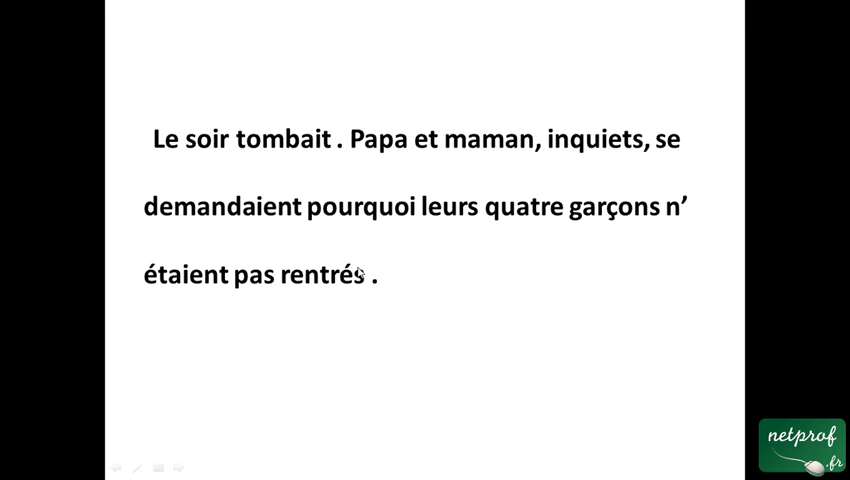 Le soir tombait . Papa et maman, inquiets, se
demandaient pourquoi leurs quatre garçons n’
étaient pas rentrés .
netprof
.fr